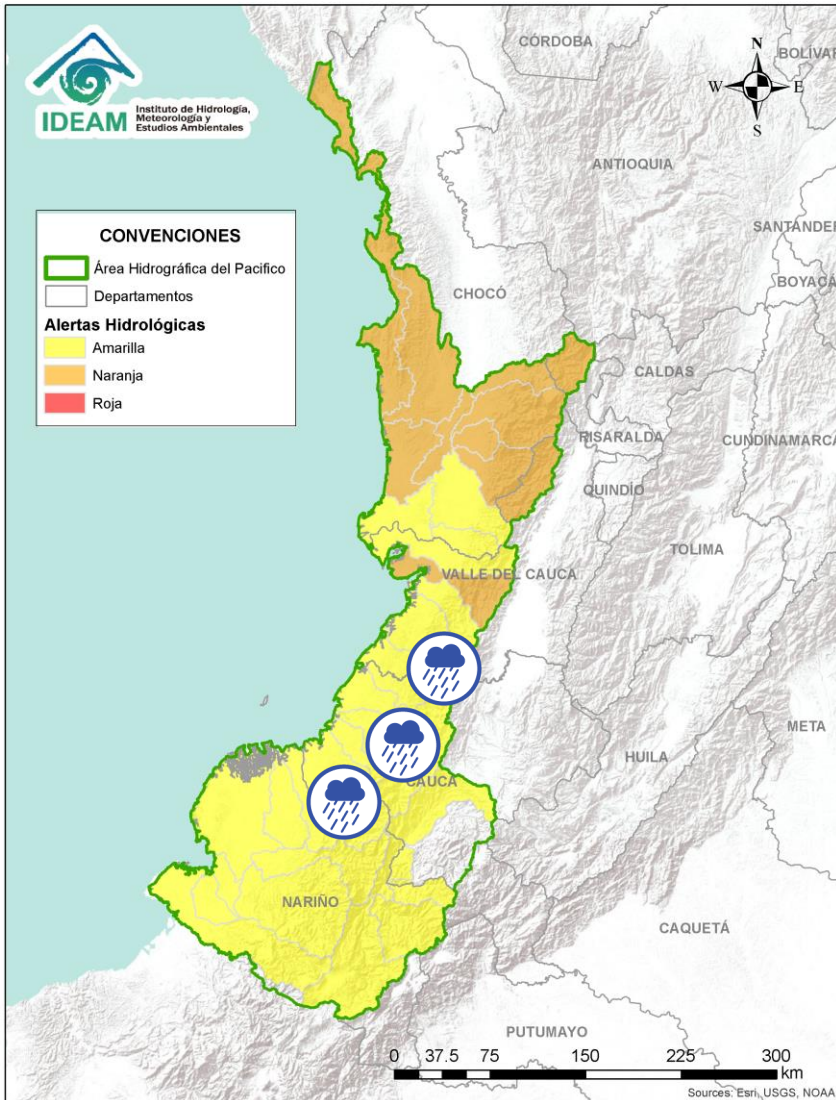 IDEAM
Instituto de Hidrología,
Meteorología y
Estudios Ambientales
N
W
E
S
CÓRDOBA
BOLÍVAR
ANTIOQUIA
SANTANDER
BOYACÁ
CHOCÓ
CALDAS
RISARALDA
CUNDINAMARCA
QUINDÍO
TOLIMA
VALLE DEL CAUCA
META
HUILA
CAUCA
NARIÑO
CAQUETÁ
PUTUMAYO
CONVENCIONES
Área Hidrográfica del Pacifico
Departamentos
Alertas Hidrológicas
Amarilla
Naranja
Roja
0 37.5 75 150 225 300
km
Sources: Esri, USGS, NOAA